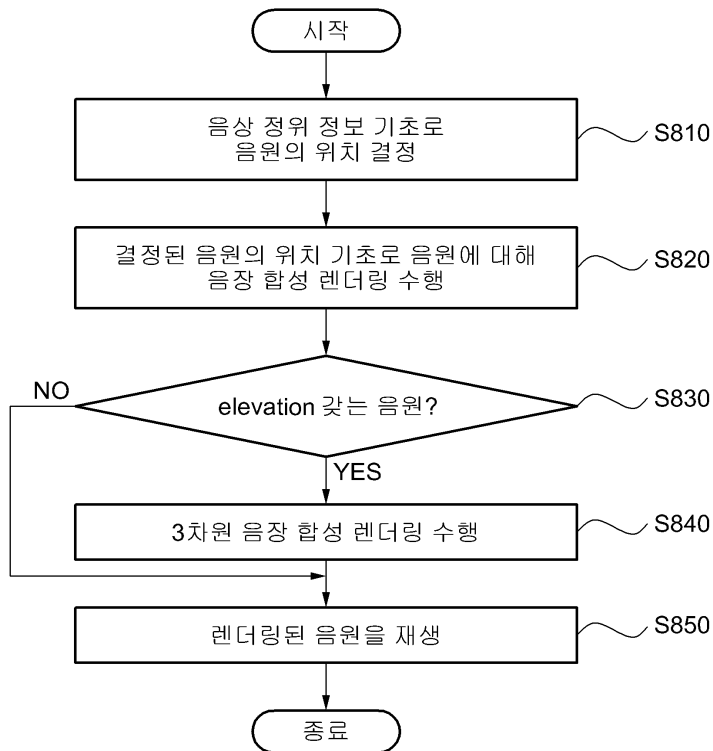 시작
음상 정위 정보 기초로
음원의 위치 결정
S810
결정된 음원의 위치 기초로 음원에 대해
음장 합성 렌더링 수행
S820
NO
elevation 갖는 음원?
S830
YES
3차원 음장 합성 렌더링 수행
S840
렌더링된 음원을 재생
S850
종료